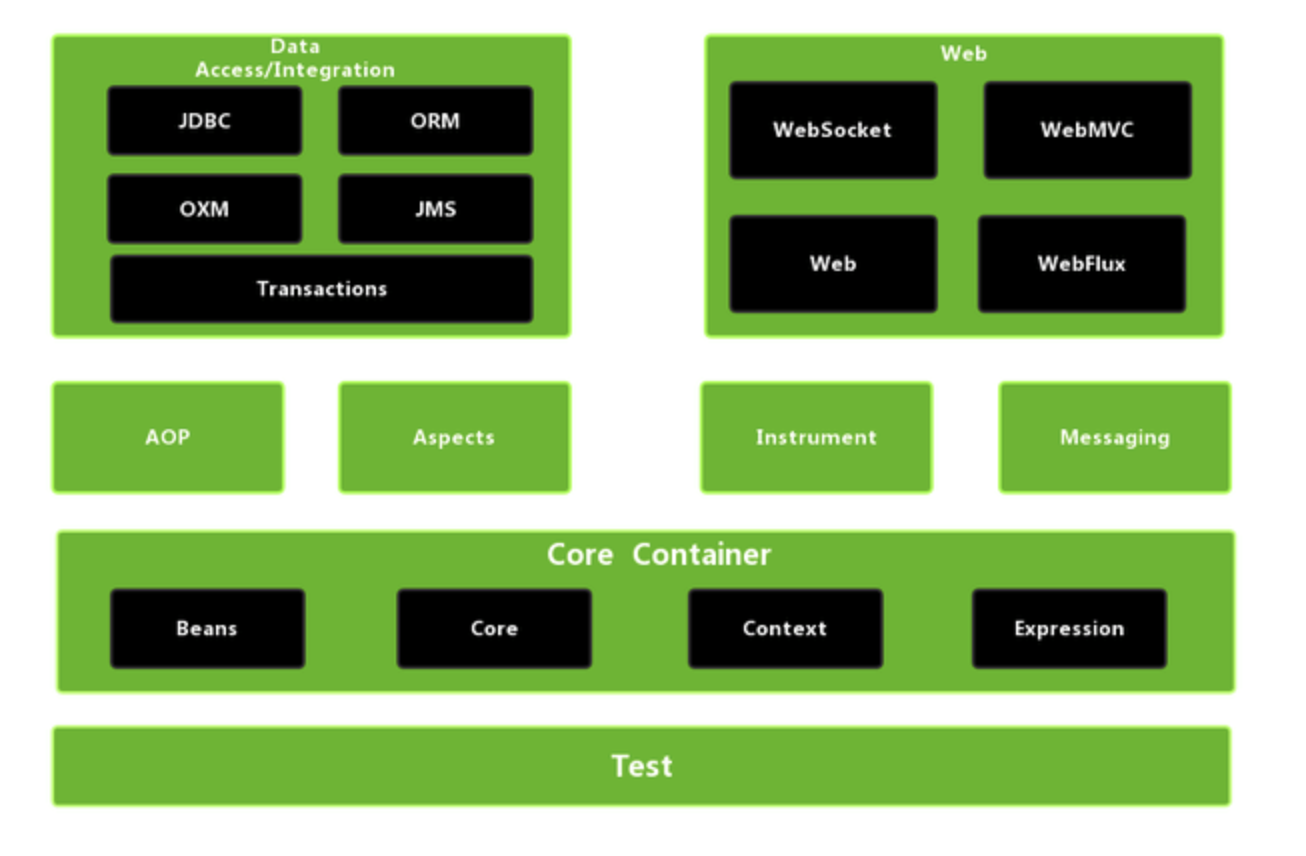 Data
Access/Integration
JDBC
ORM
OXM
JMS
Transactions
Web
WebSocket
WebMVC
Web
WebFlux
AOP
Aspects
Instrument
Messaging
Core Container
Beans
Core
Context
Expression
Test